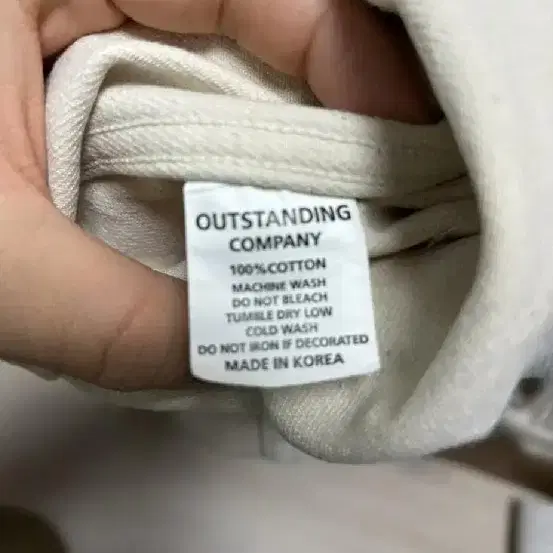 OUTSTANDING
COMPANY
100%COTTON
MACHINE WASH
DO NOT BLEACH
TUMBLE DRY LOW
COLD WASH
DO NOT IRON IF DECORATED
MADE IN KOREA